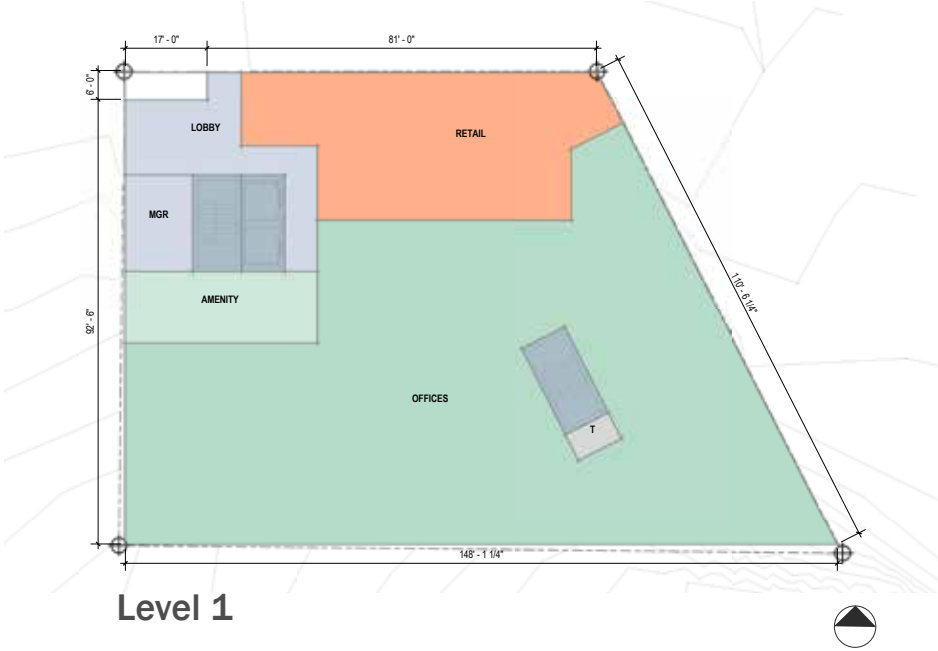 17' - 0"
81' - 0"
6' - 0"
LOBBY
RETAIL
MGR
AMENITY
110' - 6 1/4"
92' - 6"
OFFICES
T
148' - 1 1/4"
Level 1